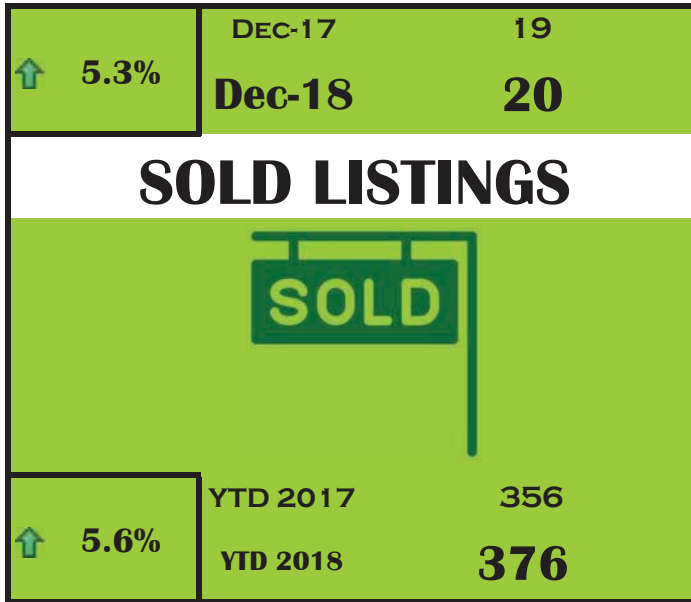 DEC-17 19
5.3%
Dec-18 20
SOLD LISTINGS
SOLD
YTD 2017 356
5.6%
YTD 2018 376